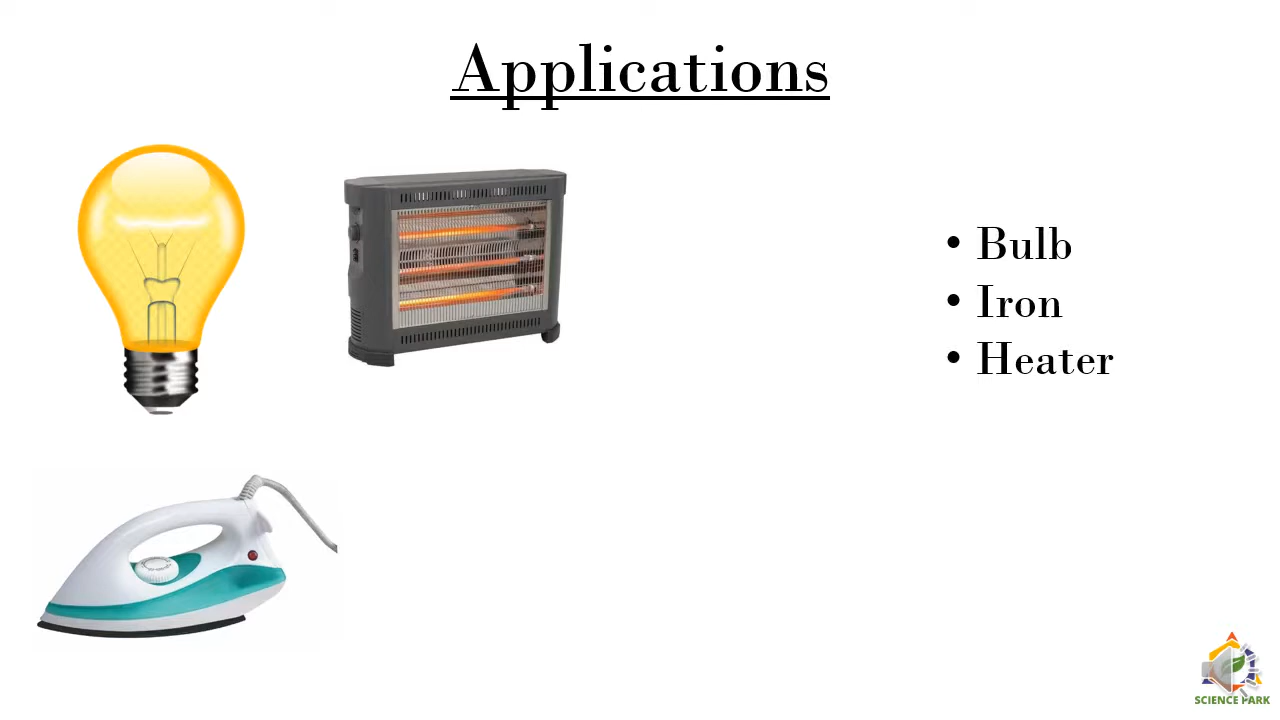 Applications
• Bulb
• Iron
• Heater
SCIENCE PARK